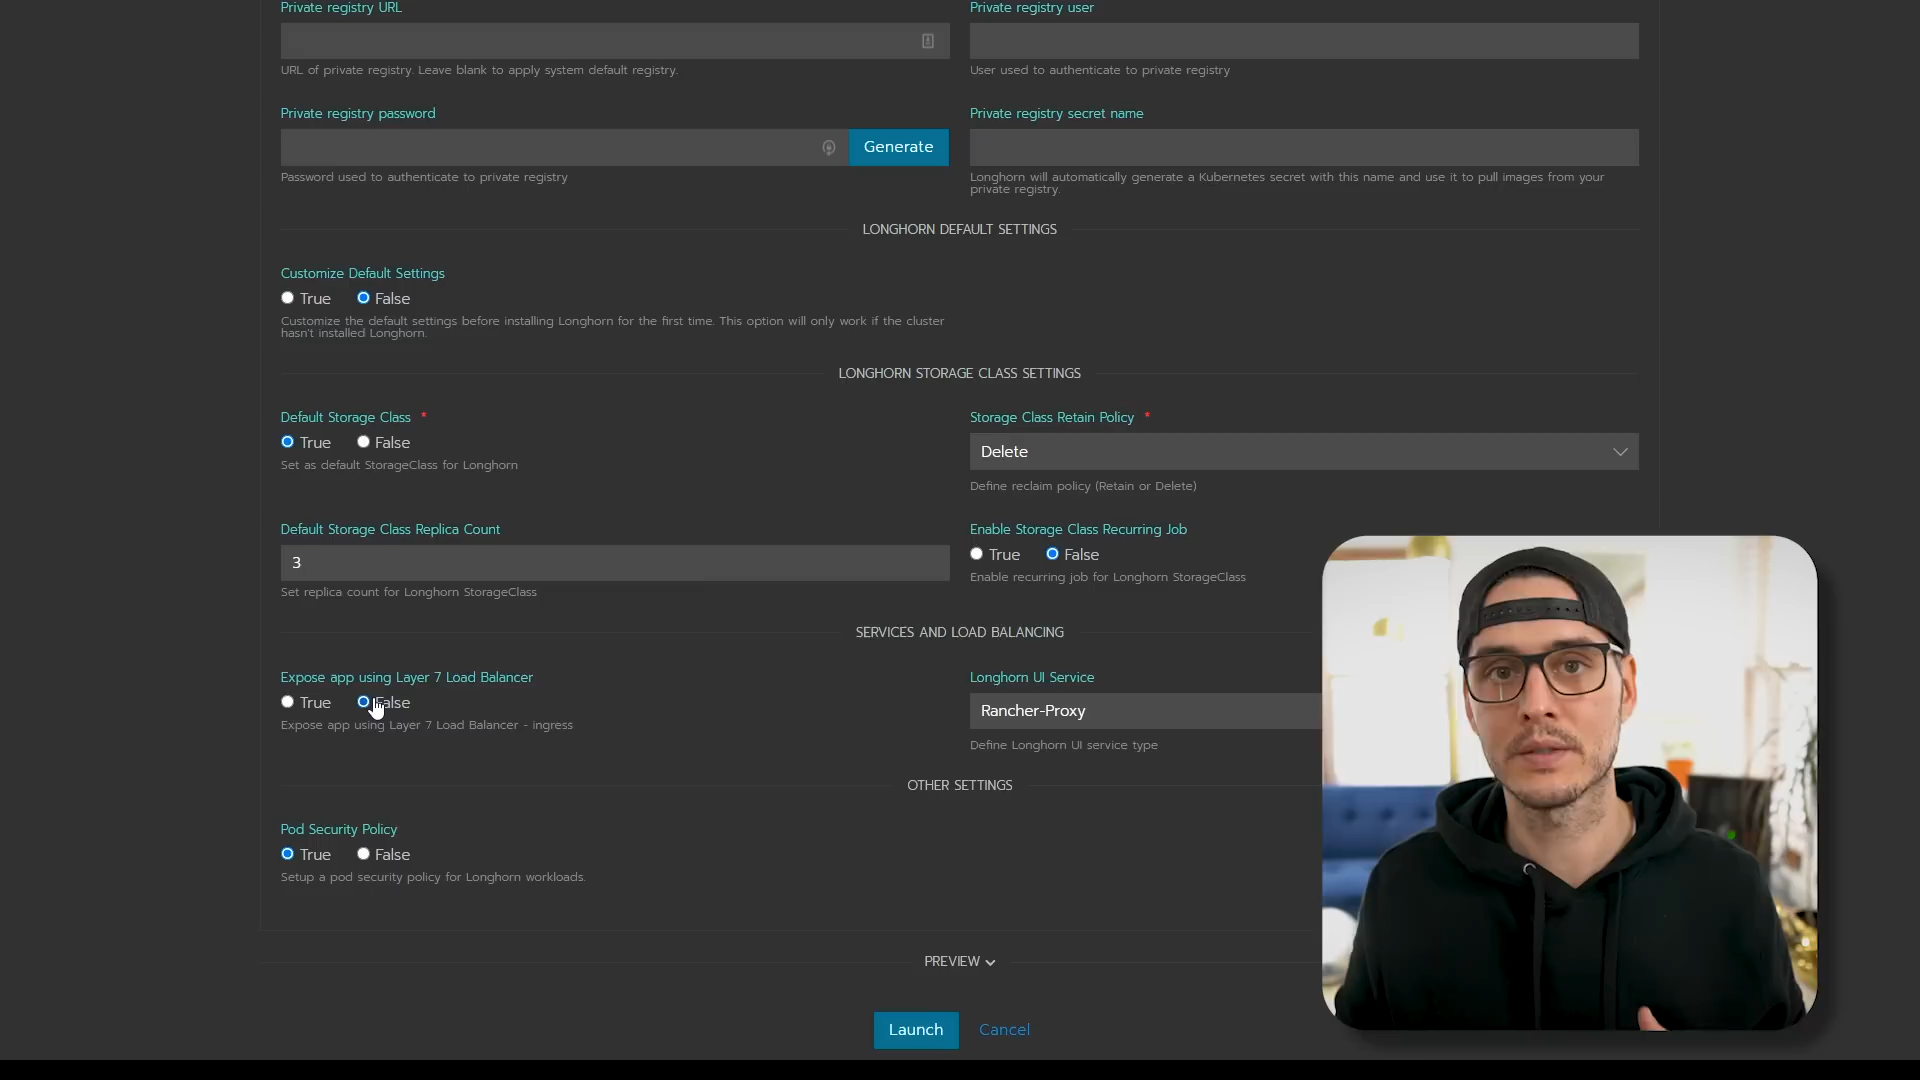 Private registry URL
Private registry user
URL of private registry. Leave blank to apply system default registry.
User used to authenticate to private registry
Private registry password
Private registry secret name
Generate
Password used to authenticate to private registry
Longhorn will automatically generate a Kubernetes secret with this name and use it to pull images from your
private registry.
LONGHORN DEFAULT SETTINGS
Customize Default Settings
True False
Customize the default settings before installing Longhorn for the first time. This option will only work if the cluster
hasn't installed Longhorn.
LONGHORN STORAGE CLASS SETTINGS
Default Storage Class *
Storage Class Retain Policy *
True False
Delete
Set as default StorageClass for Longhorn
Define reclaim policy (Retain or Delete)
Default Storage Class Replica Count
Enable Storage Class Recurring Job
3
True False
Set replica count for Longhorn StorageClass
Enable recurring job for Longhorn StorageClass
SERVICES AND LOAD BALANCING
Expose app using Layer 7 Load Balancer
Longhorn UI Service
True False
Rancher-Proxy
Expose app using Layer 7 Load Balancer - ingress
Define Longhorn UI service type
OTHER SETTINGS
Pod Security Policy
True False
Setup a pod security policy for Longhorn workloads.
PREVIEW
Launch Cancel